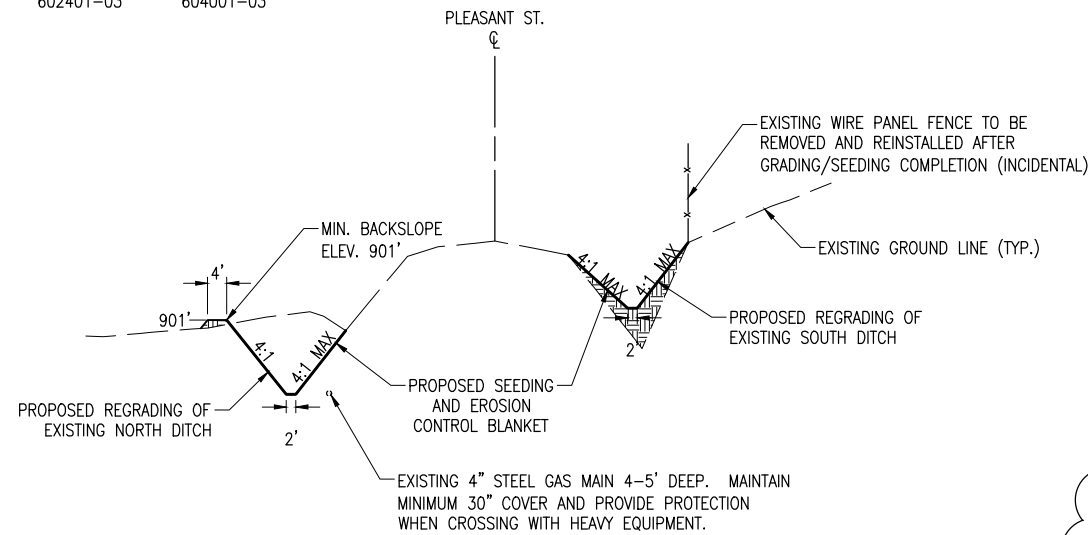 602401-03 604001-03
PLEASANT ST.
℄
EXISTING WIRE PANEL FENCE TO BE
REMOVED AND REINSTALLED AFTER
GRADING/SEEDING COMPLETION (INCIDENTAL)
MIN. BACKSLOPE
ELEV. 901'
EXISTING GROUND LINE (TYP.)
4'
901'
4:1
4:1 MAX
4:1 MAX
4:1 MAX
2'
2'
PROPOSED REGRADING OF
EXISTING SOUTH DITCH
PROPOSED SEEDING
AND EROSION
CONTROL BLANKET
PROPOSED REGRADING OF
EXISTING NORTH DITCH
EXISTING 4" STEEL GAS MAIN 4-5' DEEP. MAINTAIN
MINIMUM 30" COVER AND PROVIDE PROTECTION
WHEN CROSSING WITH HEAVY EQUIPMENT.